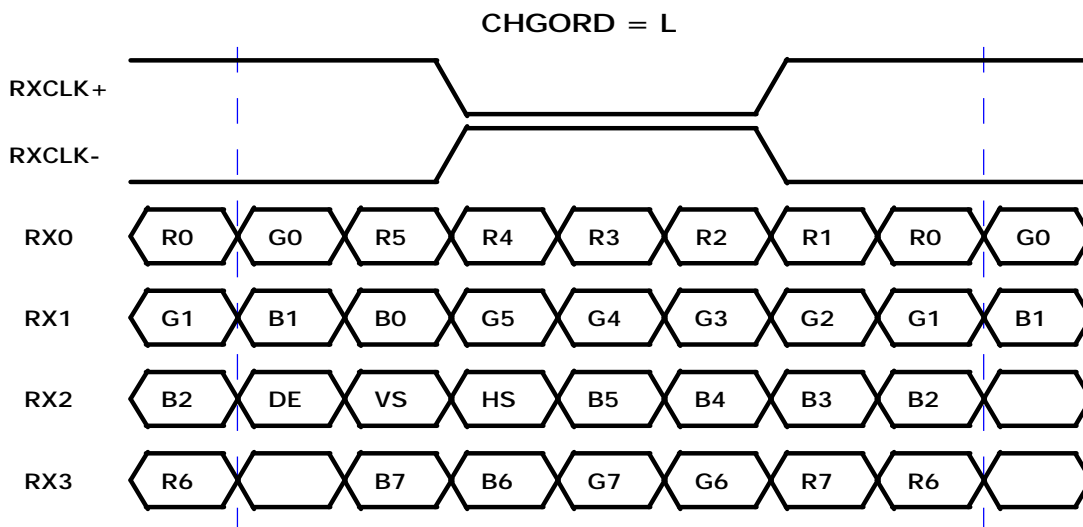 CHGORD = L
RXCLK+
RXCLK-
RX0 R0 G0 R5 R4 R3 R2 R1 R0 G0
RX1 G1 B1 B0 G5 G4 G3 G2 G1 B1
RX2 B2 DE VS HS B5 B4 B3 B2
RX3 R6 B7 B6 G7 G6 R7 R6